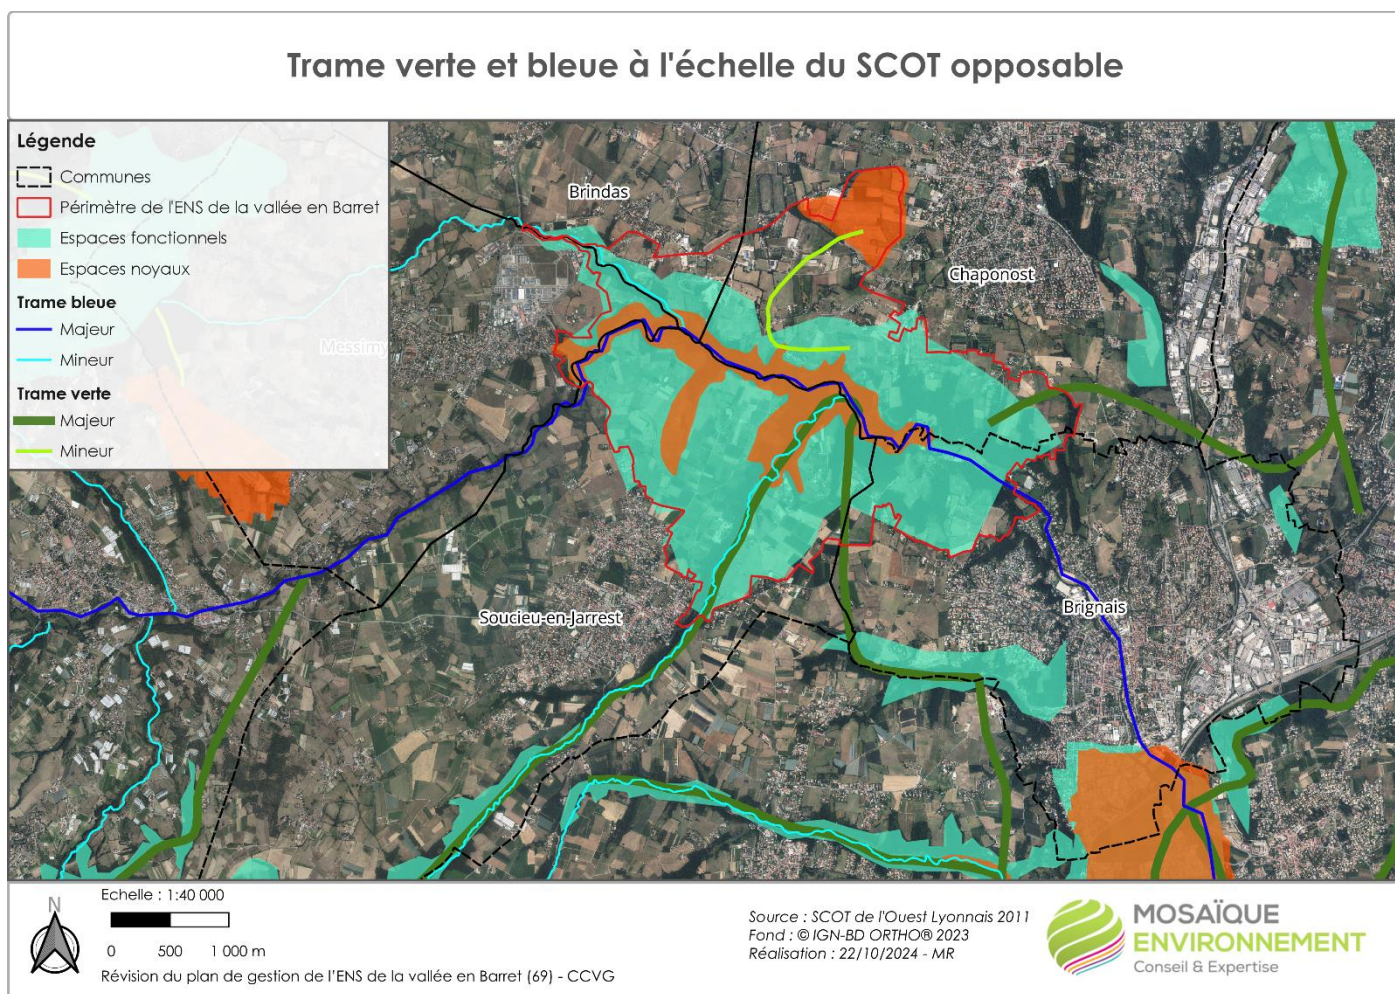 Trame verte et bleue à l'échelle du SCOT opposable
Légende
Communes
Périmètre de l'ENS de la vallée en Barret
Espaces fonctionnels
Espaces noyaux
Trame bleue
Majeur
Mineur
Trame verte
Majeur
Mineur
Messimy
Brindas
Chaponost
Soucieu-en-Jarrest
Brignais
N
Echelle : 1:40 000
0 500 1 000 m
Révision du plan de gestion de l'ENS de la vallée en Barret (69) - CCVG
Source : SCOT de l'Ouest Lyonnais 2011
Fond : © IGN-BD ORTHO® 2023
Réalisation : 22/10/2024 - MR
MOSAÏQUE
ENVIRONNEMENT
Conseil & Expertise